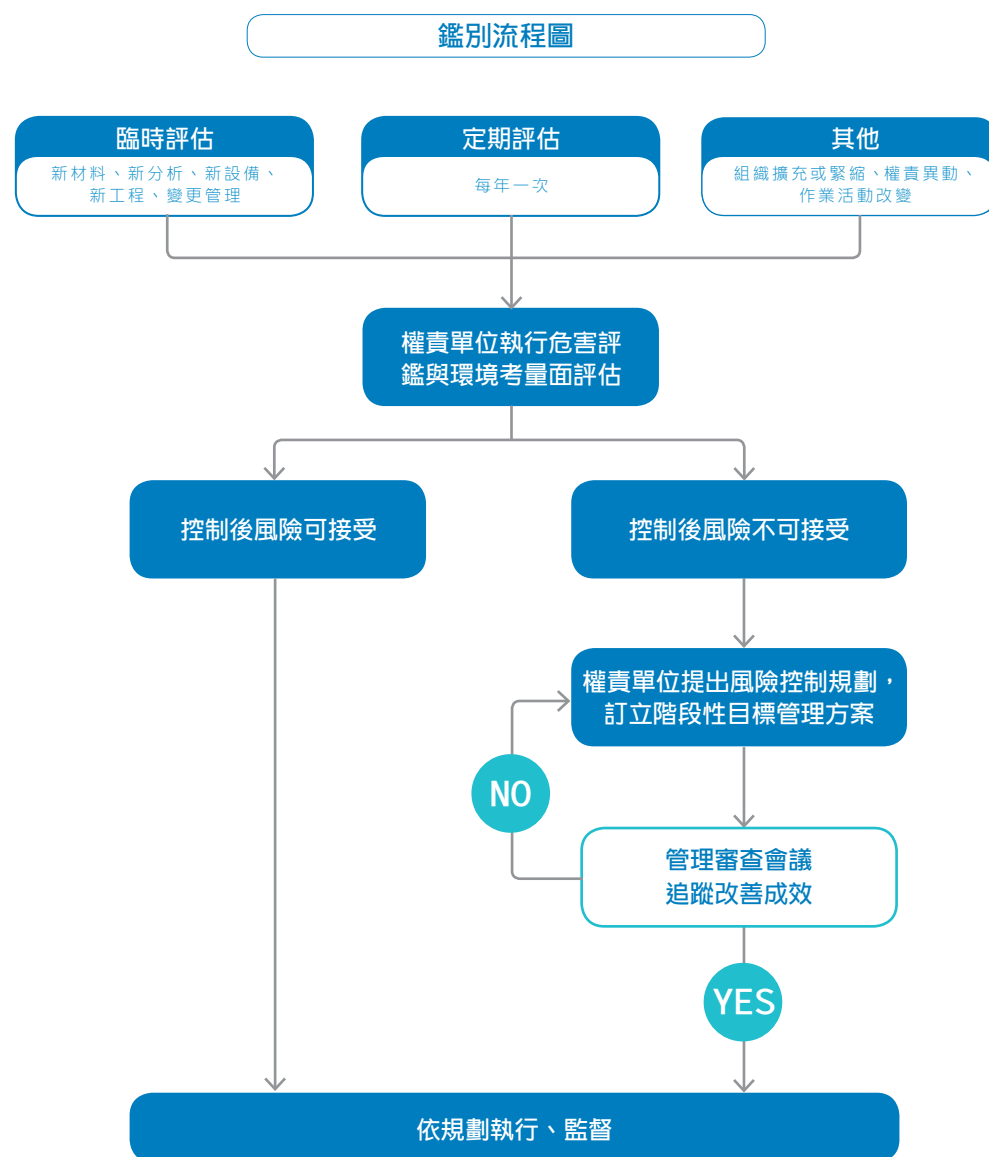 鑑別流程圖
臨時評估
新材料、新分析、新設備、
新工程、變更管理
定期評估
每年一次
其他
組織擴充或緊縮、權責異動、
作業活動改變
權責單位執行危害評
鑑與環境考量面評估
控制後風險可接受
控制後風險不可接受
權責單位提出風險控制規劃，
訂立階段性目標管理方案
NO
管理審查會議
追蹤改善成效
YES
依規劃執行、監督